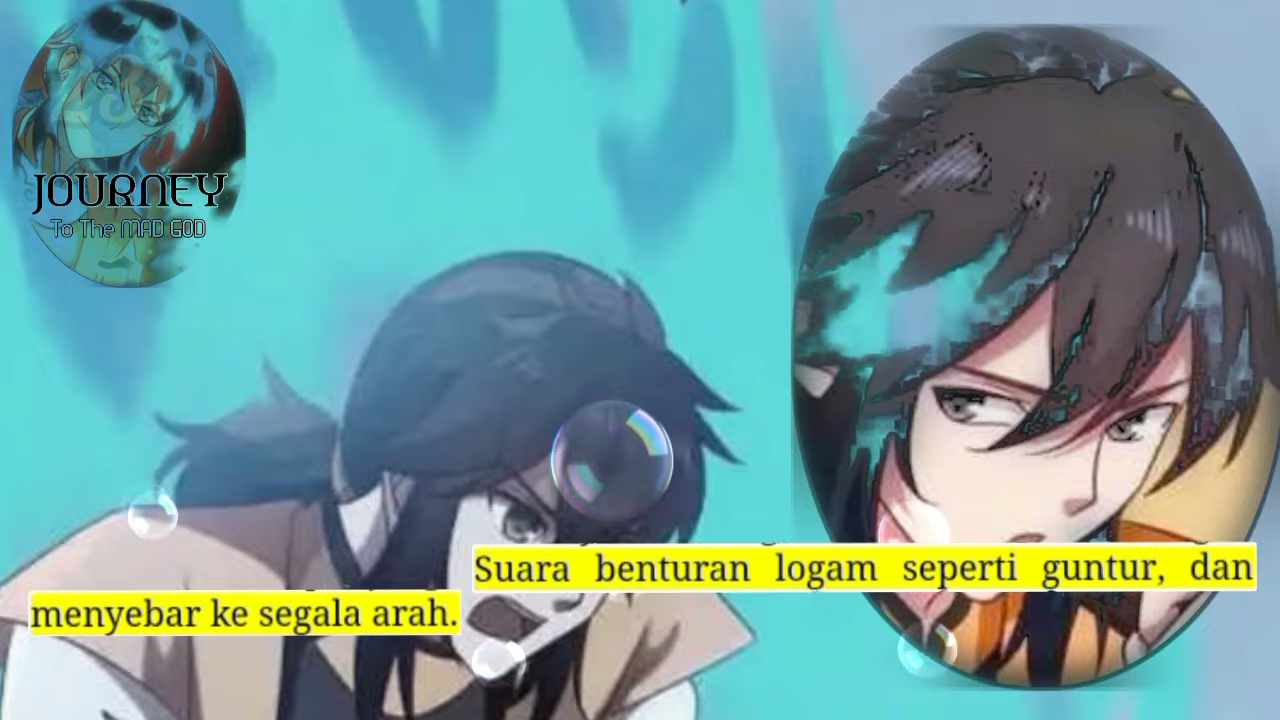 JOURNEY
To The MAD GOD
Suara benturan logam seperti guntur, dan
menyebar ke segala arah.